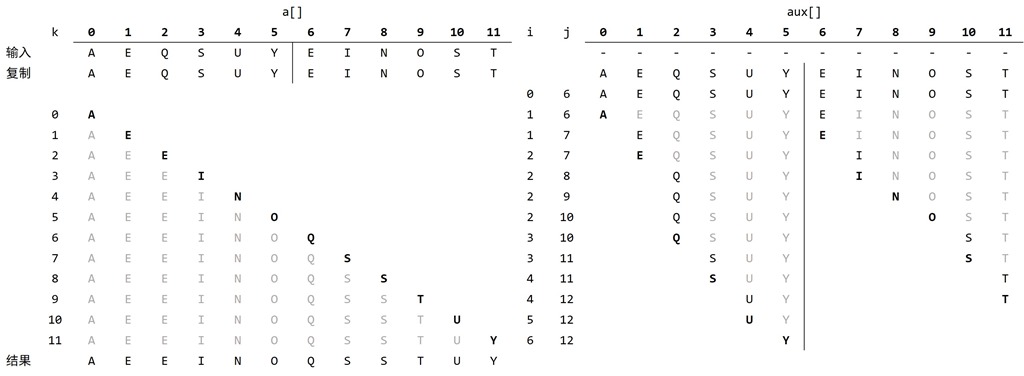 a[] aux[]
k 0 1 2 3 4 5 6 7 8 9 10 11 i j 0 1 2 3 4 5 6 7 8 9 10 11
输入 A E Q S U Y E I N O S T - - - - - - - - - - - -
复制 A E Q S U Y E I N O S T A E Q S U Y E I N O S T
0 6 A E Q S U Y E I N O S T
0 A 1 6 A E Q S U Y E I N O S T
1 A E 1 7 E Q S U Y E I N O S T
2 A E E 2 7 E Q S U Y I N O S T
3 A E E I 2 8 Q S U Y I N O S T
4 A E E I N 2 9 Q S U Y N O S T
5 A E E I N O 2 10 Q S U Y O S T
6 A E E I N O Q 3 10 Q S U Y S T
7 A E E I N O Q S 3 11 S U Y S T
8 A E E I N O Q S S 4 11 S U Y T
9 A E E I N O Q S S T 4 12 U Y T
10 A E E I N O Q S S T U 5 12 U Y
11 A E E I N O Q S S T U Y 6 12 Y
结果 A E E I N O Q S S T U Y